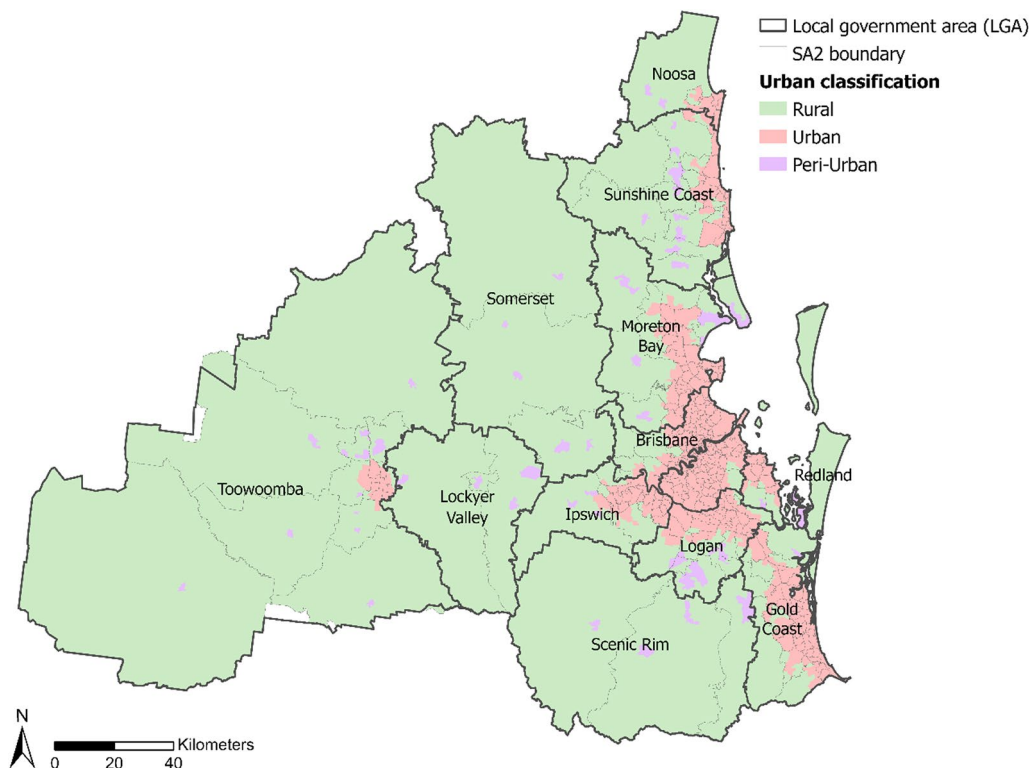 Local government area (LGA)
SA2 boundary
Urban classification
Rural
Urban
Peri-Urban
Noosa
Sunshine Coast
Somerset
Moreton
Bay
Brisbane
Redland
Toowoomba
Lockyer
Valley
Ipswich
Logan
Gold
Coast
Scenic Rim
N
Kilometers
0 20 40